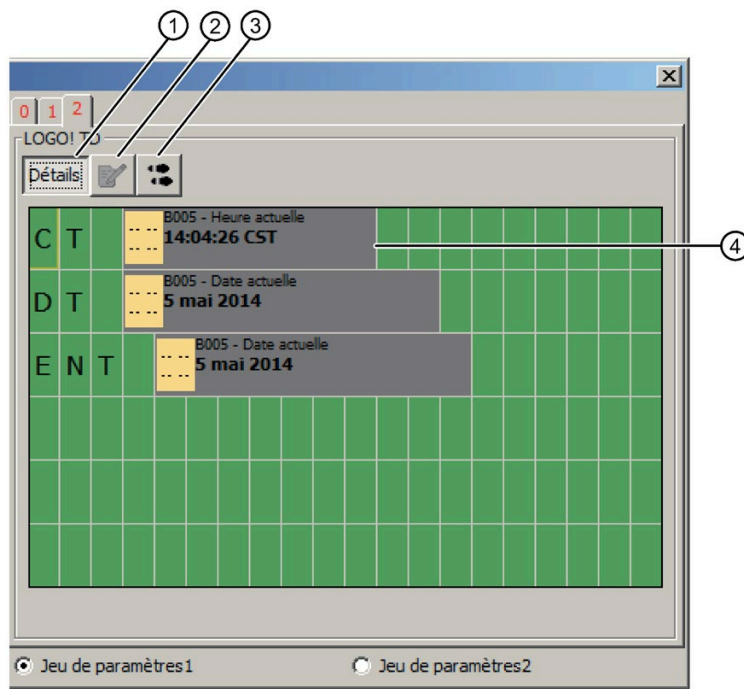 1 2 3
0 1 2
LOGO! TD
Détails
C T B005 - Heure actuelle
14:04:26 CST
4
D T B005 - Date actuelle
5 mai 2014
E N T B005 - Date actuelle
5 mai 2014
Jeu de paramètres1 Jeu de paramètres2